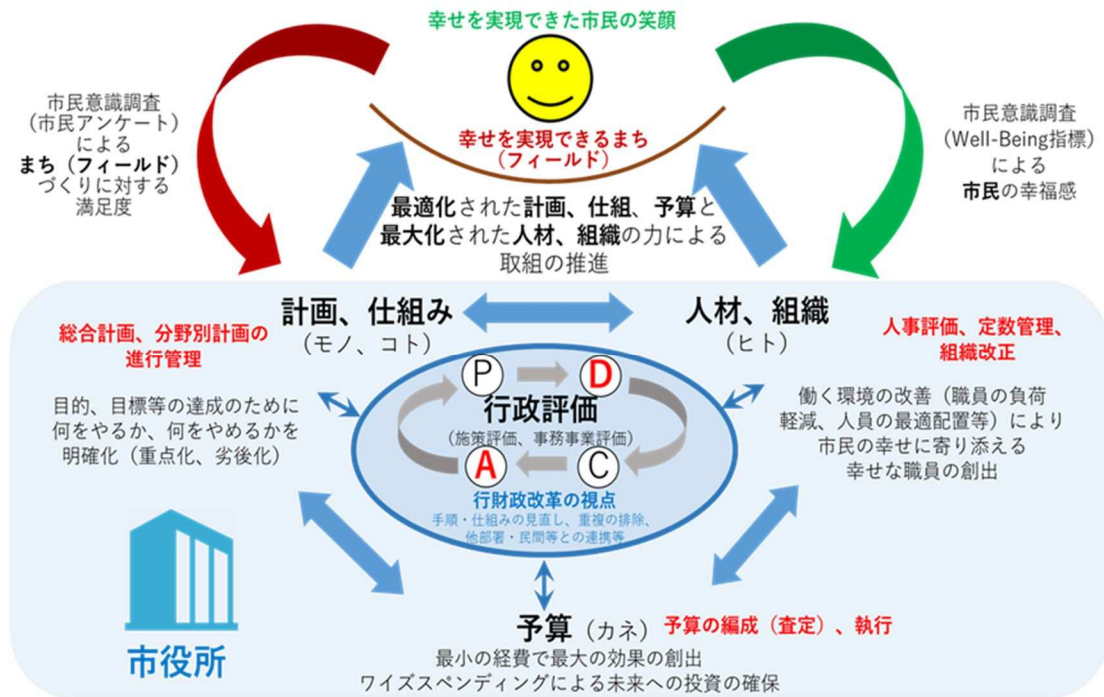 幸せを実現できた市民の笑顔
市民意識調査
（市民アンケート）
による
まち（フィールド）
づくりに対する
満足度
幸せを実現できるまち
（フィールド）
市民意識調査
(Well-Being指標)
による
市民の幸福感
最適化された計画、仕組、予算と
最大化された人材、組織の力による
取組の推進
計画、仕組み
（モノ、コト）
人材、組織
（ヒト）
総合計画、分野別計画の
進行管理
目的、目標等の達成のために
何をやるか、何をやめるかを
明確化（重点化、劣後化）
人事評価、定数管理、
組織改正
働く環境の改善（職員の負荷
軽減、人員の最適配置等）により
市民の幸せに寄り添える
幸せな職員の創出
P
D
行政評価
（施策評価、事務事業評価）
A
C
行財政改革の視点
手順・仕組みの見直し、重複の排除、
他部署・民間等との連携等
市役所
予算（カネ）
予算の編成（査定）、執行
最小の経費で最大の効果の創出
ワイズスペンディングによる未来への投資の確保